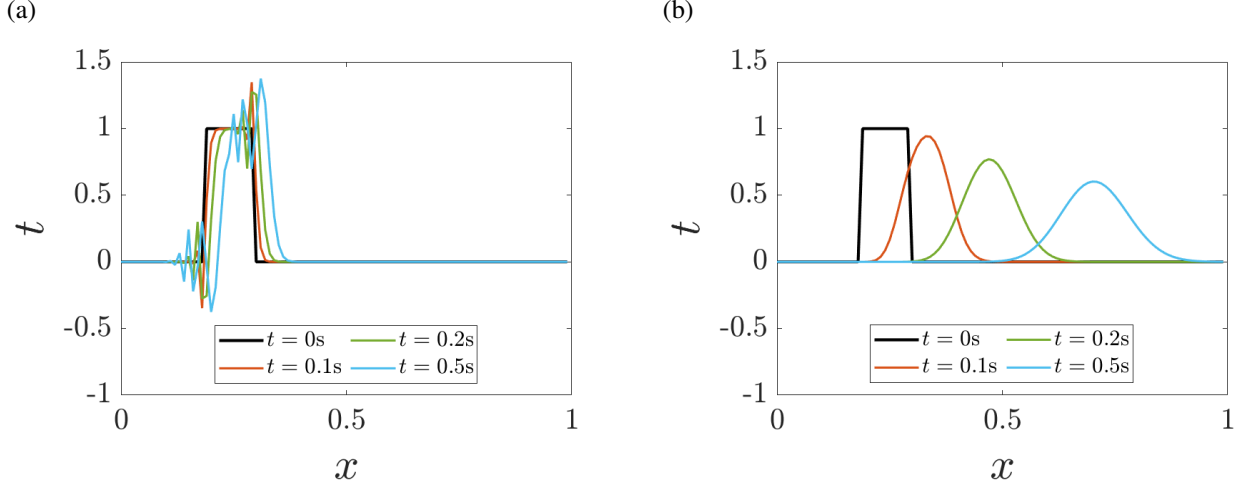 (a)
(b)
1.5
1
0.5
0
-0.5
-1
t
t = 0s
t = 0.2s
t = 0.1s
t = 0.5s
0
0.5
1
x
1.5
1
0.5
0
-0.5
-1
t
t = 0s
t = 0.2s
t = 0.1s
t = 0.5s
0
0.5
1
x